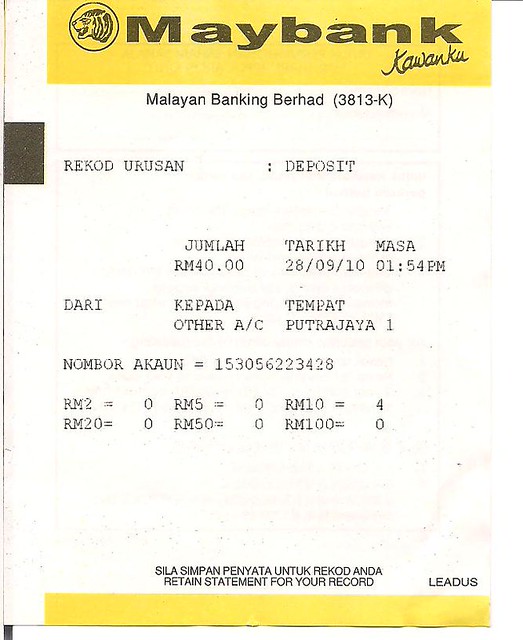 Maybank
Kawanku
Malayan Banking Berhad (3813-K)
REKOD URUSAN : DEPOSIT
JUMLAH TARIKH MASA
RM40.00 28/09/10 01:54PM
DARI KEPADA TEMPAT
OTHER A/C PUTRAJAYA 1
NOMBOR AKAUN = 153056223428
RM2 = 0 RM5 = 0 RM10 = 4
RM20= 0 RM50= 0 RM100= 0
SILA SIMPAN PENYATA UNTUK REKOD ANDA
RETAIN STATEMENT FOR YOUR RECORD
LEADUS